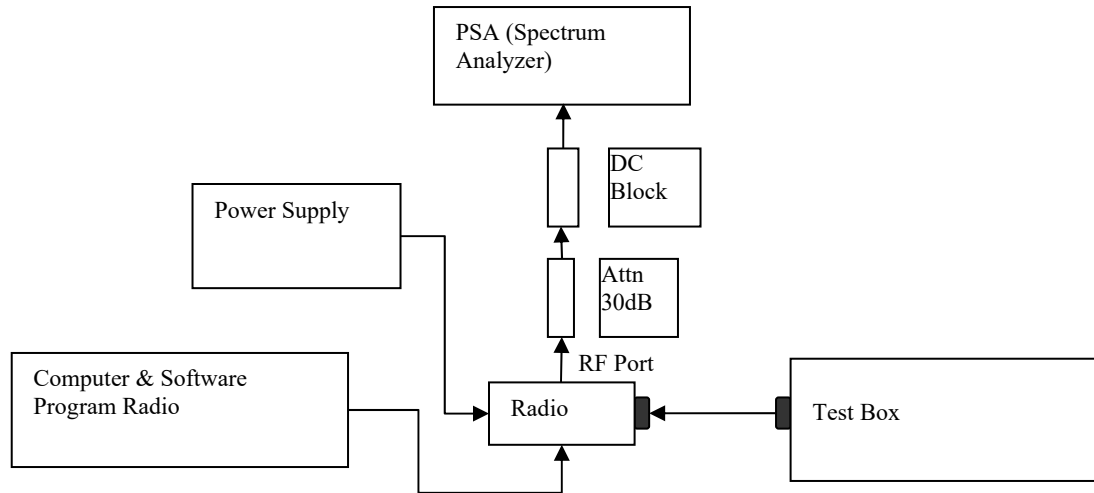 PSA (Spectrum
Analyzer)
DC
Block
Power Supply
Attn
30dB
RF Port
Computer & Software
Program Radio
Radio
Test Box